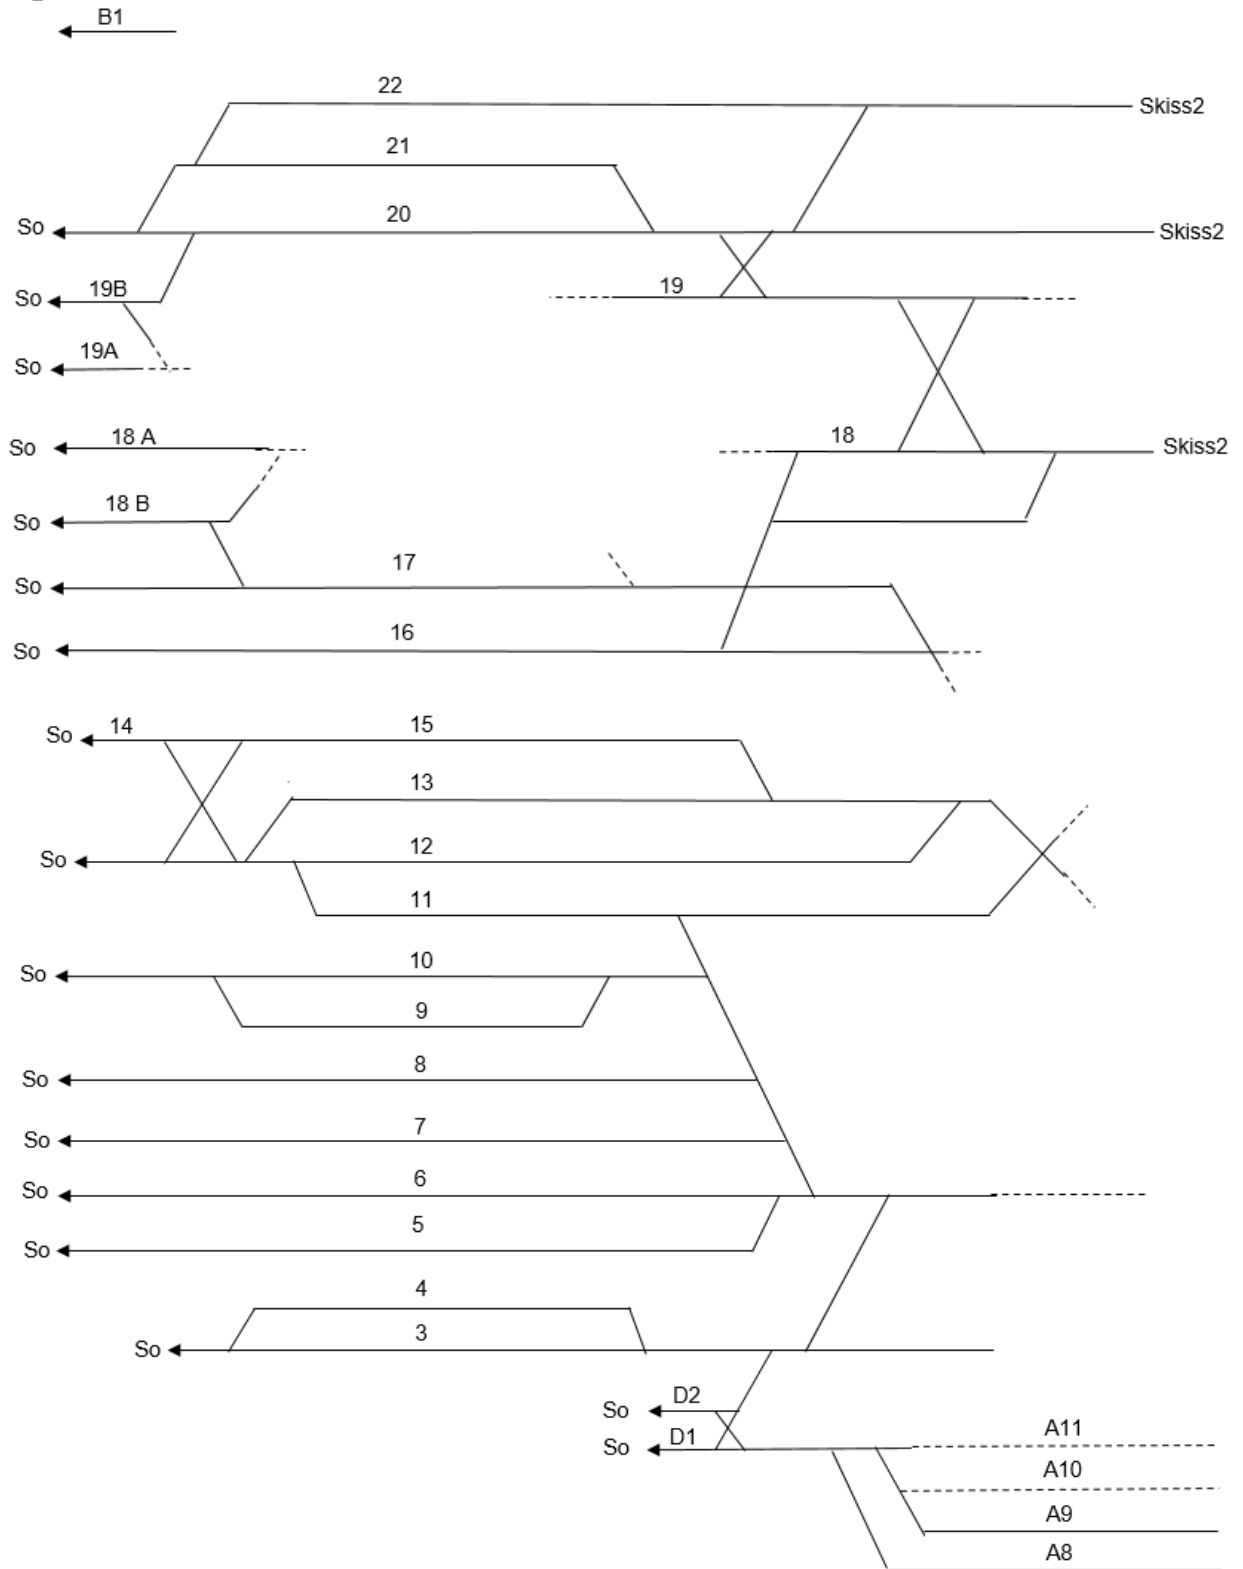 B1
22
Skiss2
21
So 20 Skiss2
So 19B 19
So 19A
So 18 A 18 Skiss2
So 18 B
So 17
So 16
So 14 15
13
So 12
11
So 10
9
So 8
So 7
So 6
So 5
4
So 3
So D2
So D1 A11
A10
A9
A8